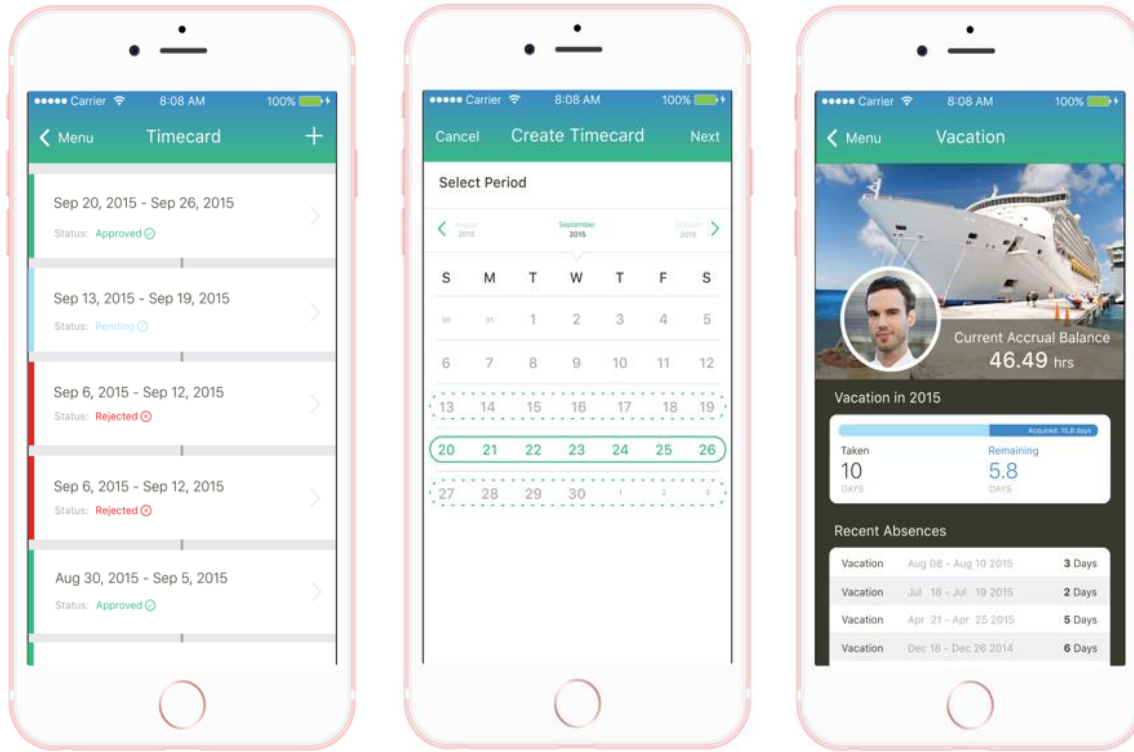 Carrier 8:08 AM 100%
Menu Timecard +
Sep 20, 2015 - Sep 26, 2015
Status: Approved
Sep 13, 2015 - Sep 19, 2015
Status: Pending
Sep 6, 2015 - Sep 12, 2015
Status: Rejected
Sep 6, 2015 - Sep 12, 2015
Status: Rejected
Aug 30, 2015 - Sep 5, 2015
Status: Approved
Carrier 8:08 AM 100%
Cancel Create Timecard Next
Select Period
August September October
2015 2015 2015
S M T W T F S
30 31 1 2 3 4 5
6 7 8 9 10 11 12
13 14 15 16 17 18 19
20 21 22 23 24 25 26
27 28 29 30 1 2 3
Carrier 8:08 AM 100%
Menu Vacation
Current Accrual Balance
46.49 hrs
Vacation in 2015
Acquired: 15.8 days
Taken Remaining
10 5.8
DAYS DAYS
Recent Absences
Vacation Aug 08 - Aug 10 2015 3 Days
Vacation Jul 18 - Jul 19 2015 2 Days
Vacation Apr 21 - Apr 25 2015 5 Days
Vacation Dec 18 - Dec 26 2014 6 Days